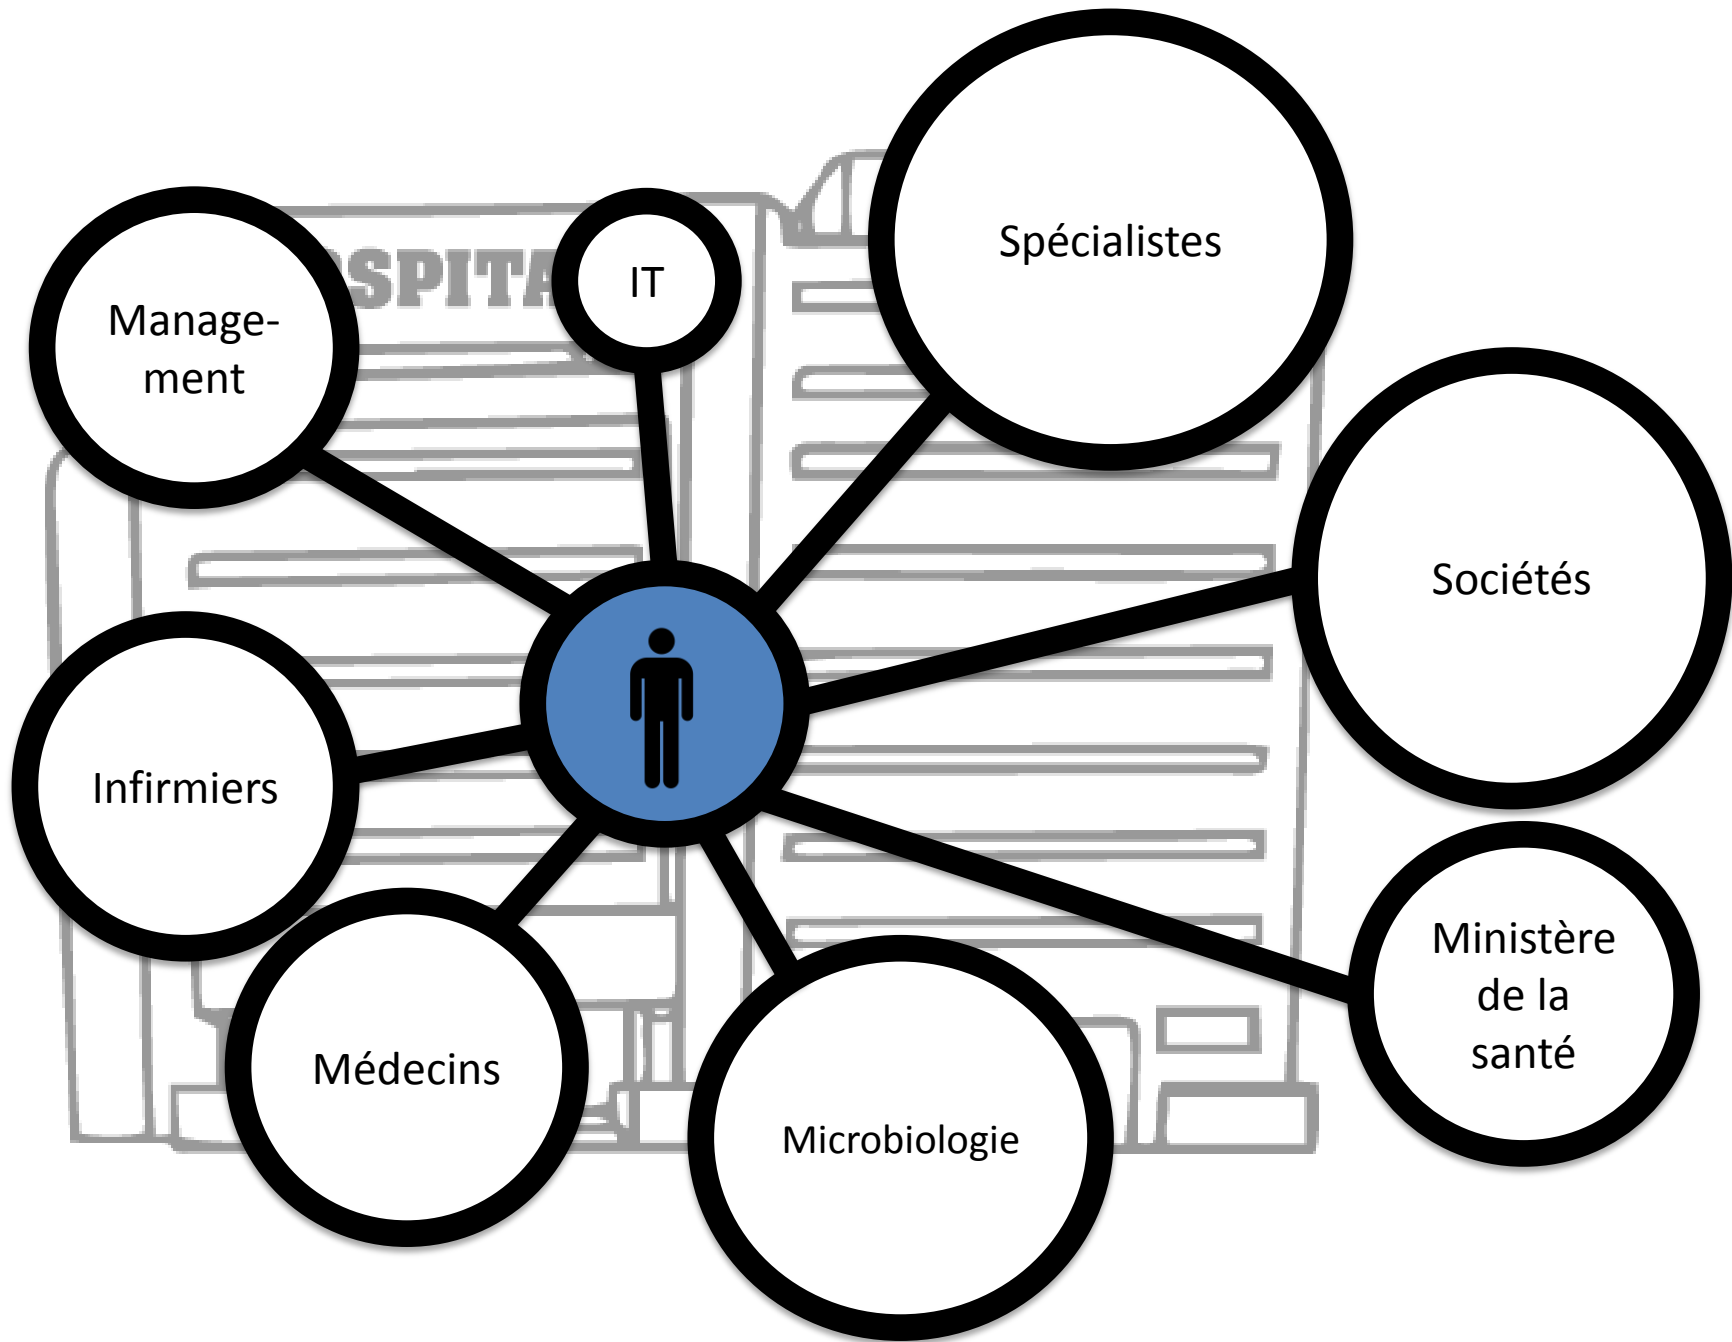 SPITA
IT
Spécialistes
Manage-
ment
Sociétés
Infirmiers
Ministère
de la
santé
Médecins
Microbiologie